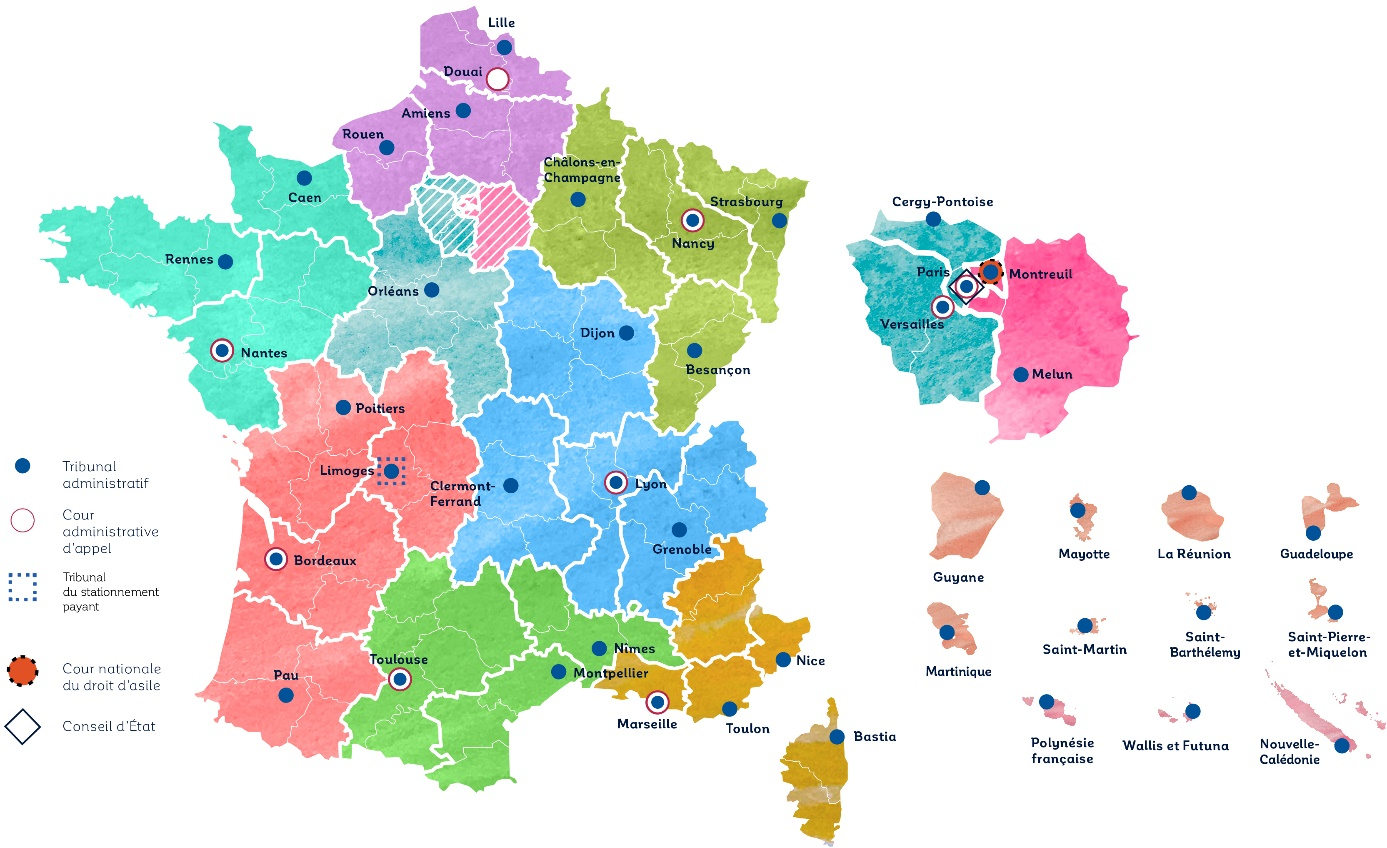 Lille
Douai
Amiens
Rouen
Caen
Châlons-en-
Champagne
Strasbourg
Nancy
Rennes
Orléans
Nantes
Dijon
Besançon
Poitiers
Limoges
Clermont-
Ferrand
Lyon
Grenoble
Bordeaux
Toulouse
Pau
Nîmes
Montpellier
Nice
Marseille
Toulon
Bastia
Cergy-Pontoise
Paris
Montreuil
Versailles
Melun
Tribunal
administratif
Cour
administrative
d'appel
Tribunal
du stationnement
payant
Cour nationale
du droit d'asile
Conseil d'État
Guyane
Mayotte
La Réunion
Guadeloupe
Martinique
Saint-Martin
Saint-
Barthélemy
Saint-Pierre-
et-Miquelon
Polynésie
française
Wallis et Futuna
Nouvelle-
Calédonie